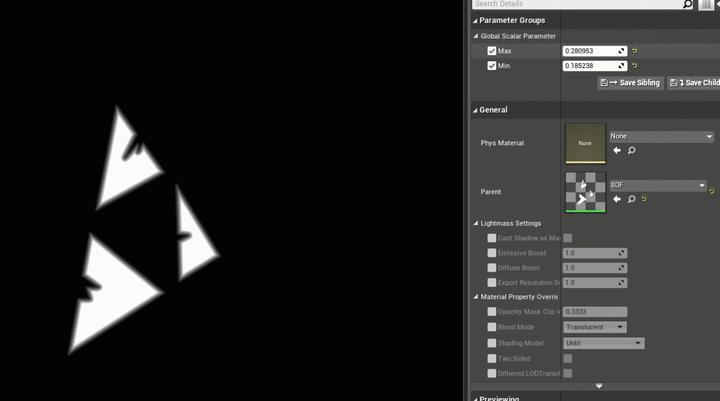 Search Details
Parameter Groups
Global Scalar Parameter
Max 0.280953
Min 0.185238
Save Sibling Save Child
General
Phys Material None None
Parent SDF
Lightmass Settings
Cast Shadow as Mas
Emissive Boost 1.0
Diffuse Boost 1.0
Export Resolution Sc 1.0
Material Property Overric
Opacity Mask Clip V 0.3333
Blend Mode Translucent
Shading Model Unlit
Two Sided
Dithered LODTransit
Previewing